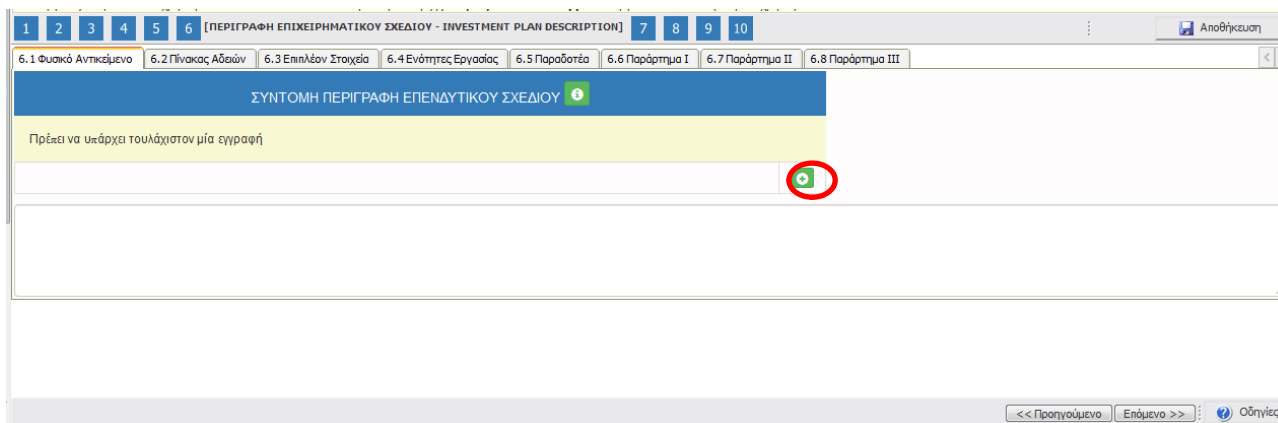 1 2 3 4 5 6 [ΠΕΡΙΓΡΑΦΗ ΕΠΙΧΕΙΡΗΜΑΤΙΚΟΥ ΣΧΕΔΙΟΥ - INVESTMENT PLAN DESCRIPTION] 7 8 9 10 Αποθήκευση
6.1 Φυσικό Αντικείμενο 6.2 Πίνακας Αδειών 6.3 Επιπλέον Στοιχεία 6.4 Ενότητες Εργασίας 6.5 Παραδοτέα 6.6 Παράρτημα I 6.7 Παράρτημα II 6.8 Παράρτημα III <
ΣΥΝΤΟΜΗ ΠΕΡΙΓΡΑΦΗ ΕΠΕΝΔΥΤΙΚΟΥ ΣΧΕΔΙΟΥ
Πρέπει να υπάρχει τουλάχιστον μία εγγραφή
<< Προηγούμενο Επόμενο >> Οδηγίες